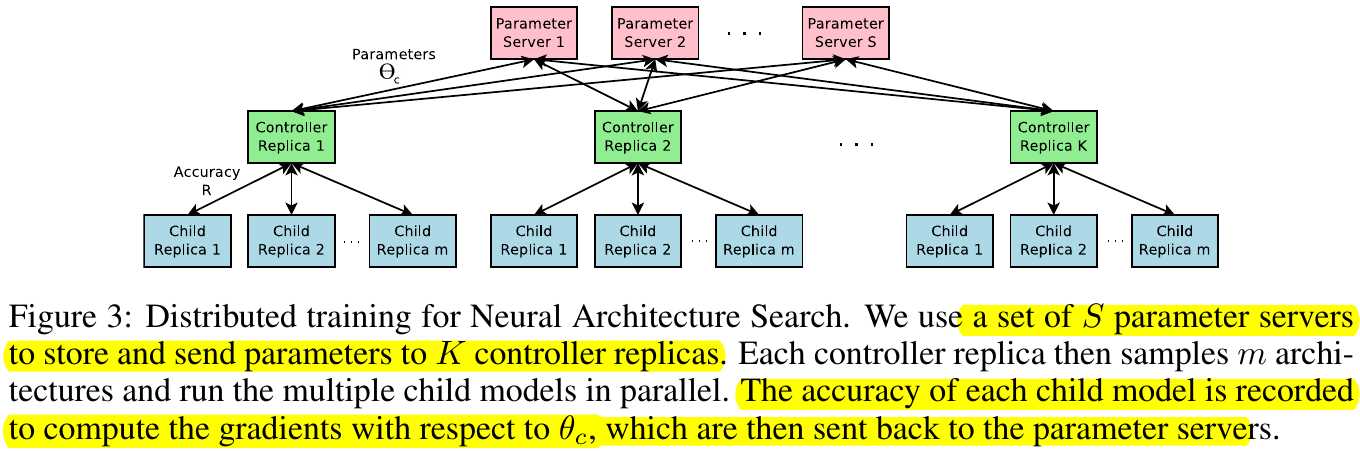 Parameter Server 1
Parameter Server 2
. . .
Parameter Server S
Parameters
Θc
Controller Replica 1
Controller Replica 2
. . .
Controller Replica K
Accuracy
R
Child Replica 1
Child Replica 2
...
Child Replica m
Child Replica 1
Child Replica 2
...
Child Replica m
Child Replica 1
Child Replica 2
...
Child Replica m
Figure 3: Distributed training for Neural Architecture Search. We use a set of S parameter servers
to store and send parameters to K controller replicas. Each controller replica then samples m archi-
tectures and run the multiple child models in parallel. The accuracy of each child model is recorded
to compute the gradients with respect to θc, which are then sent back to the parameter servers.